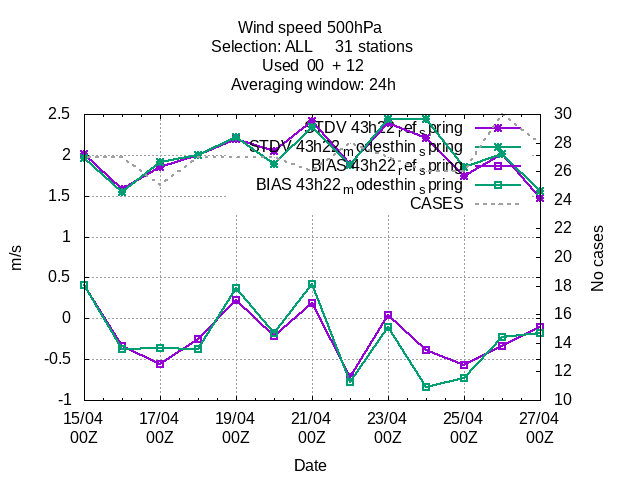 Wind speed 500hPa
Selection: ALL     31 stations
Used  00  + 12
Averaging window: 24h
STDV 43h22_ref_spring
STDV 43h22_modesthin_spring
BIAS 43h22_ref_spring
BIAS 43h22_modesthin_spring
CASES
2.5
2
1.5
1
0.5
0
-0.5
-1
m/s
30
28
26
24
22
20
18
16
14
12
10
No cases
15/04 17/04 19/04 21/04 23/04 25/04 27/04
00Z 00Z 00Z 00Z 00Z 00Z 00Z
Date